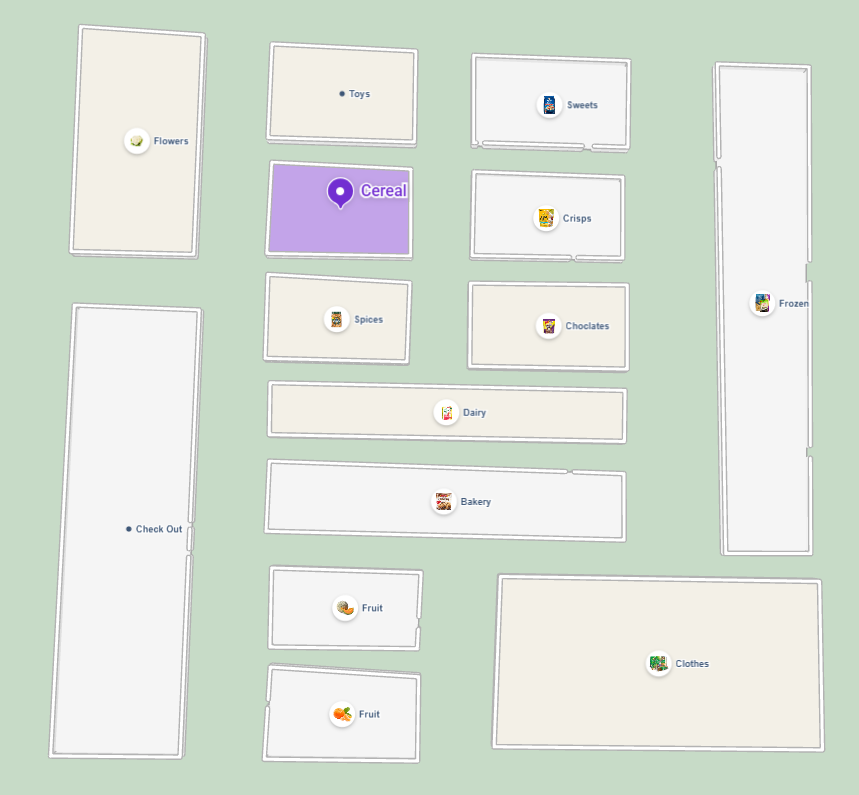 Flowers
Toys
Sweets
Cereal
Crisps
Frozen
Spices
Choclates
Dairy
Bakery
Check Out
Fruit
Clothes
Fruit